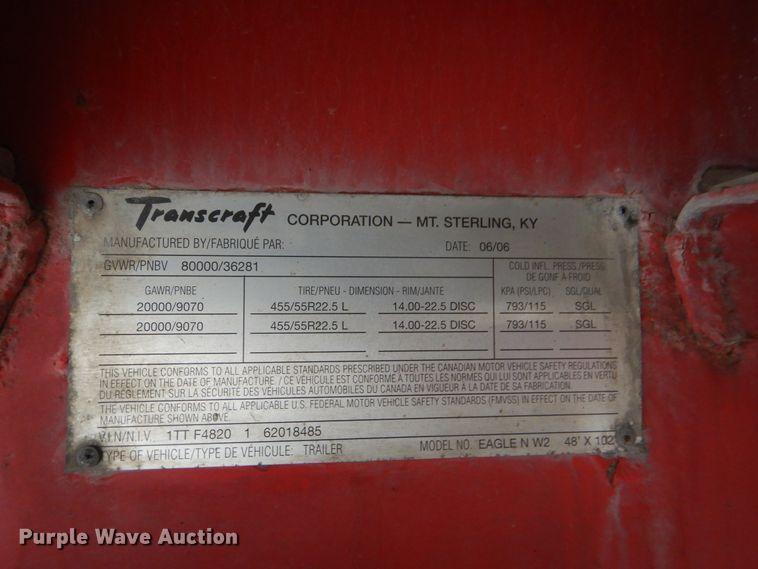 Transcraft CORPORATION — MT. STERLING, KY
MANUFACTURED BY/FABRIQUÉ PAR: DATE: 06/06
GVWR/PNBV 80000/36281 COLD INFL. PRESS/PRESS. DE GONF A-FROID
GAWR/PNBE TIRE/PNEU - DIMENSION - RIM/JANTE KPA (PSI/LPC) SGL/QUAL
20000/9070 455/55R22.5 L 14.00-22.5 DISC 793/115 SGL
20000/9070 455/55R22.5 L 14.00-22.5 DISC 793/115 SGL
THIS VEHICLE CONFORMS TO ALL APPLICABLE STANDARDS PRESCRIBED UNDER THE CANADIAN MOTOR VEHICLE SAFETY REGULATIONS
IN EFFECT ON THE DATE OF MANUFACTURE / CE VÉHICULE EST CONFORME À TOUTES LES NORMES QUI LUI SONT APPLICABLES EN VERTU
DU RÈGLEMENT SUR LA SÉCURITÉ DES VÉHICULES AUTOMOBILES DU CANADA EN VIGUEUR À LA DATE DE SA FABRICATION.
THE VEHICLE CONFORMS TO ALL APPLICABLE U.S. FEDERAL MOTOR VEHICLE SAFETY STANDARDS (FMVSS) IN EFFECT ON THE DATE OF
MANUFACTURE SHOWN ABOVE.
V.I.N/N.I.V. 1TT F4820 1 62018485
TYPE OF VEHICLE/TYPE DE VÉHICULE: TRAILER MODEL NO. EAGLE N W2 48' X 102
Purple Wave Auction